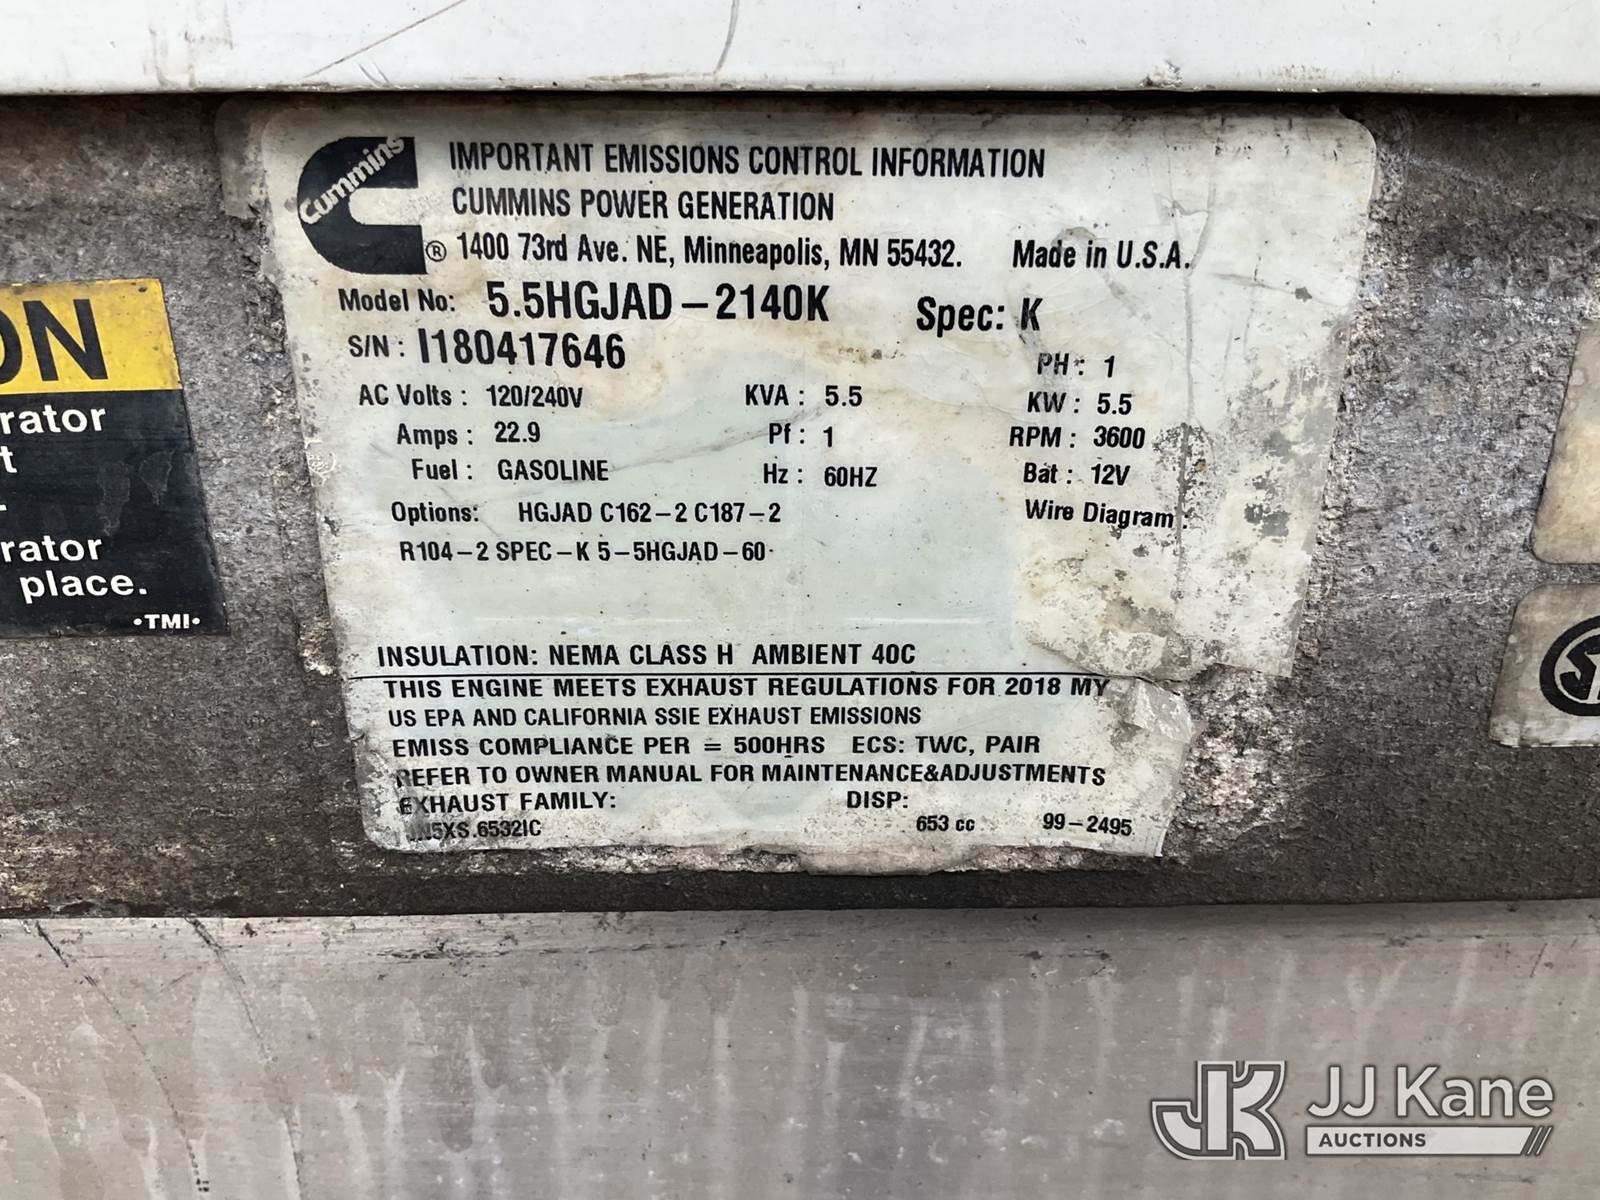 Cummins
®
IMPORTANT EMISSIONS CONTROL INFORMATION
CUMMINS POWER GENERATION
1400 73rd Ave. NE, Minneapolis, MN 55432. Made in U.S.A.
Model No: 5.5HGJAD-2140K Spec: K
S/N: I180417646 PH: 1
AC Volts: 120/240V KVA: 5.5 KW: 5.5
Amps: 22.9 Pf: 1 RPM: 3600
Fuel: GASOLINE Hz: 60HZ Bat: 12V
Options: HGJAD C162-2 C187-2 Wire Diagram:
R104-2 SPEC-K 5-5HGJAD-60
INSULATION: NEMA CLASS H AMBIENT 40C
THIS ENGINE MEETS EXHAUST REGULATIONS FOR 2018 MY
US EPA AND CALIFORNIA SSIE EXHAUST EMISSIONS
EMISS COMPLIANCE PER = 500HRS ECS: TWC, PAIR
REFER TO OWNER MANUAL FOR MAINTENANCE&ADJUSTMENTS
EXHAUST FAMILY: DISP:
653 cc 99-2495
ON
rator
t
rator
place.
•TMI•
JK JJ Kane
AUCTIONS